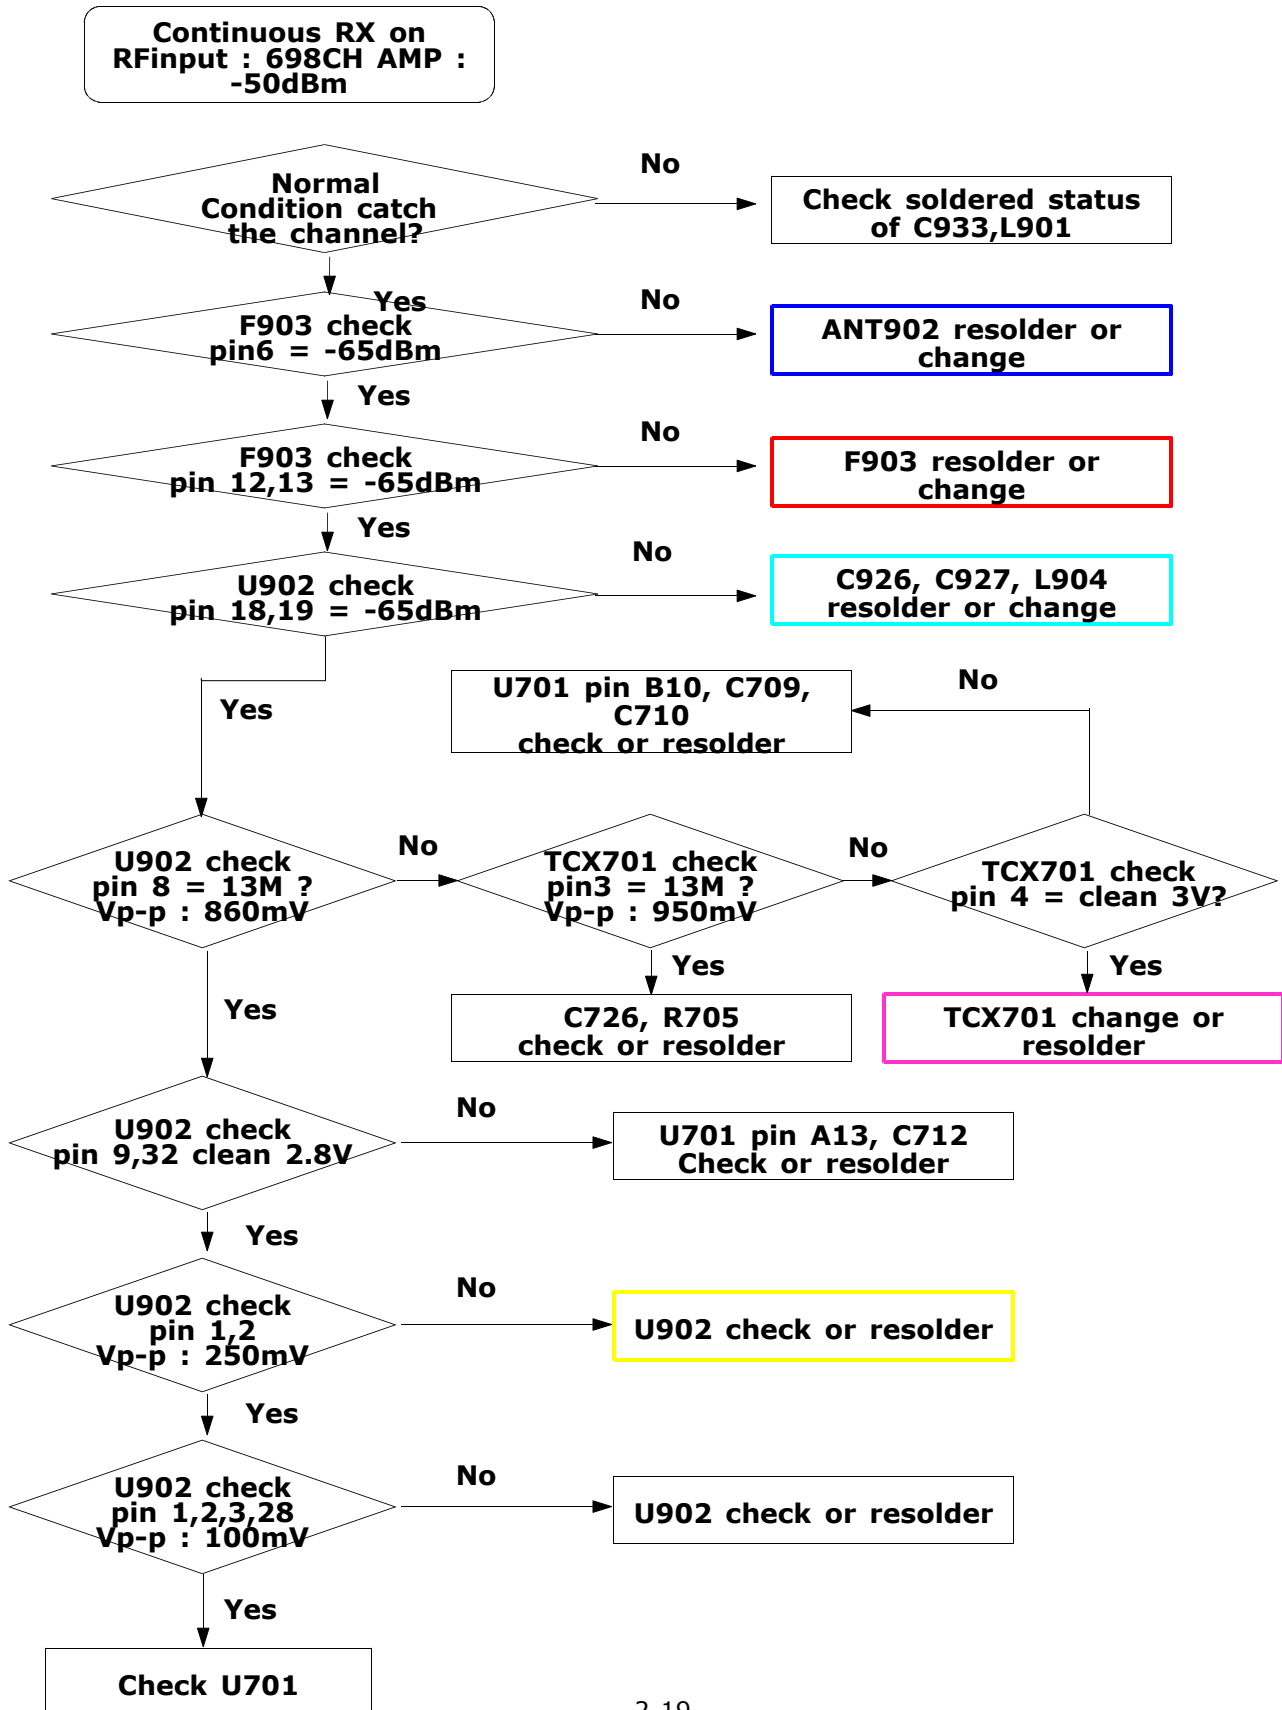 Continuous RX on
RFinput : 698CH AMP :
-50dBm
No
Normal
Condition catch
the channel?
Check soldered status
of C933,L901
Yes
No
F903 check
pin6 = -65dBm
ANT902 resolder or
change
Yes
No
F903 check
pin 12,13 = -65dBm
F903 resolder or
change
Yes
No
U902 check
pin 18,19 = -65dBm
C926, C927, L904
resolder or change
Yes
U701 pin B10, C709,
C710
check or resolder
No
U902 check
pin 8 = 13M ?
Vp-p : 860mV
No
TCX701 check
pin3 = 13M ?
Vp-p : 950mV
No
TCX701 check
pin 4 = clean 3V?
Yes
Yes
Yes
C726, R705
check or resolder
TCX701 change or
resolder
No
U902 check
pin 9,32 clean 2.8V
U701 pin A13, C712
Check or resolder
Yes
No
U902 check
pin 1,2
Vp-p : 250mV
U902 check or resolder
Yes
No
U902 check
pin 1,2,3,28
Vp-p : 100mV
U902 check or resolder
Yes
Check U701
2-19